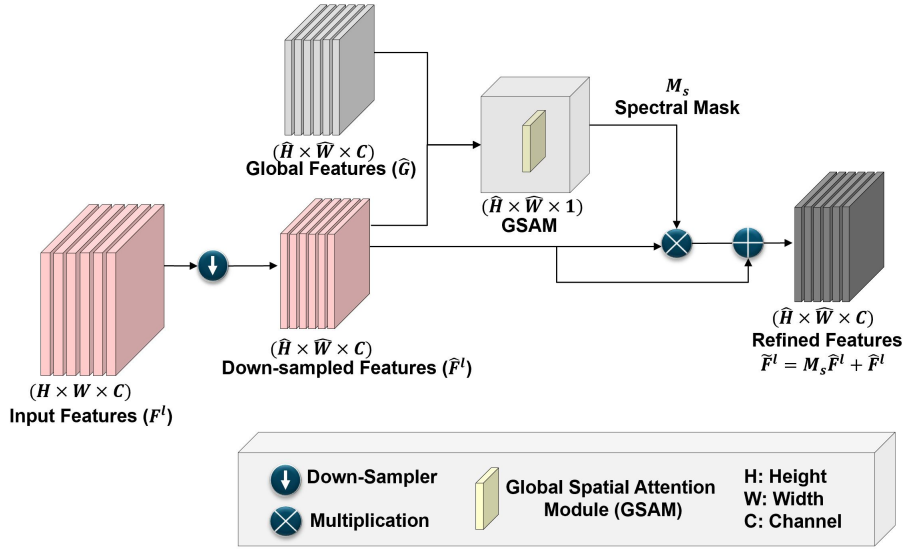 (Ĥ × Ŵ × C)
Global Features (Ĝ)
M_s
Spectral Mask
(Ĥ × Ŵ × 1)
GSAM
(H × W × C)
Input Features (F^l)
(Ĥ × Ŵ × C)
Down-sampled Features (F̂^l)
(Ĥ × Ŵ × C)
Refined Features
F̃^l = M_s F̂^l + F̂^l
Down-Sampler
Multiplication
Global Spatial Attention
Module (GSAM)
H: Height
W: Width
C: Channel